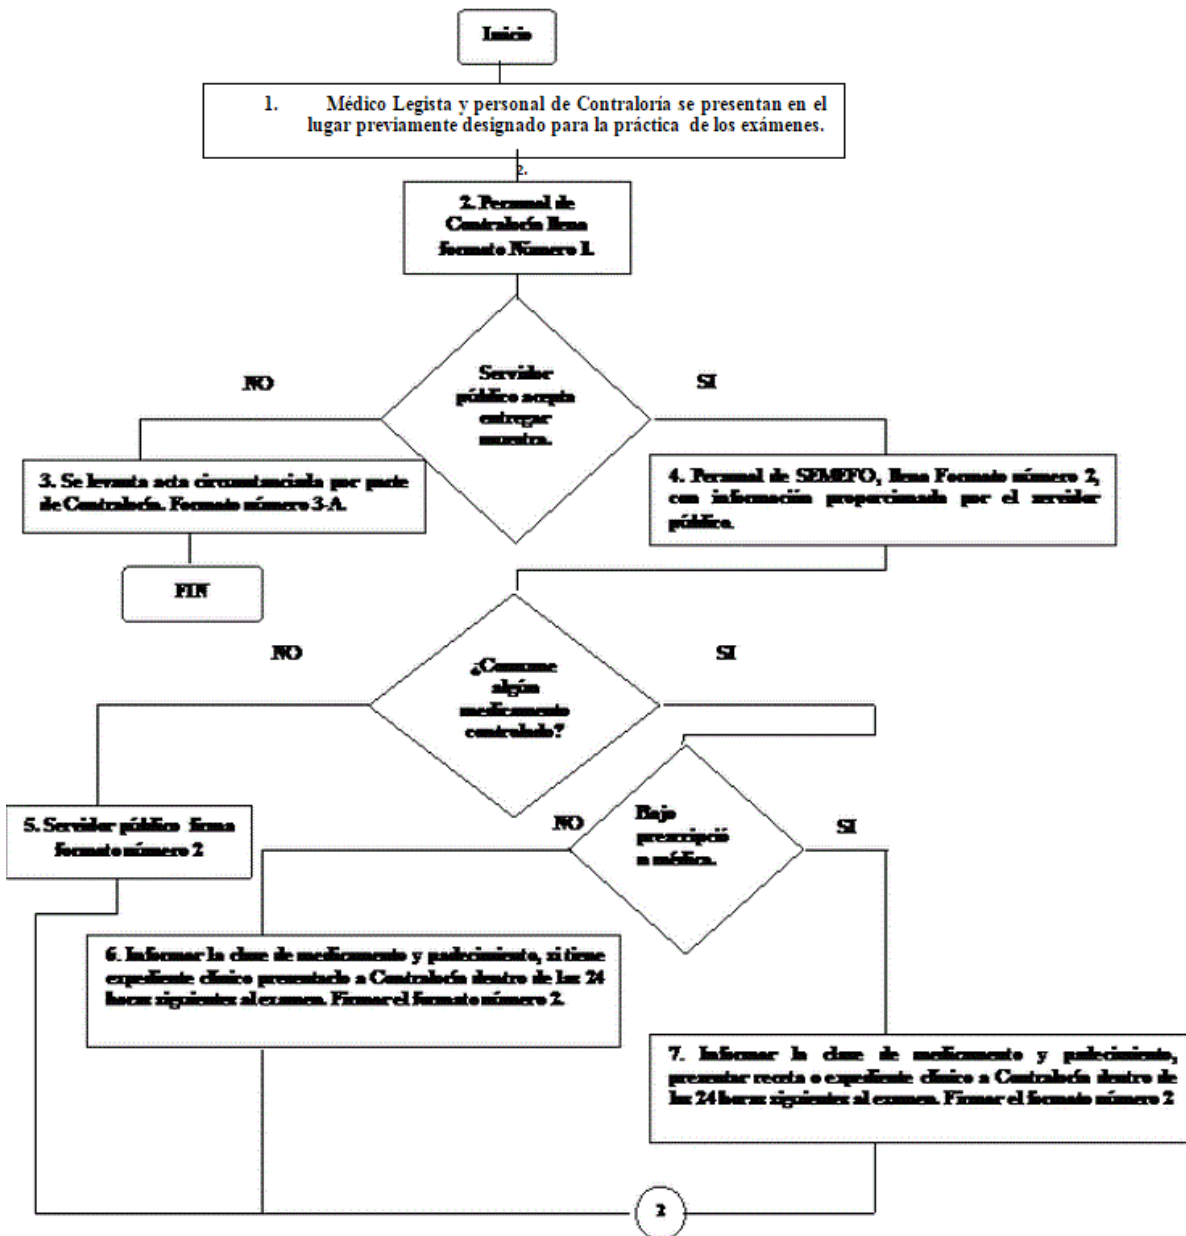 Inicio
1. Médico Legista y personal de Contraloría se presentan en el
lugar previamente designado para la práctica de los exámenes.
2.
2. Personal de
Contraloría llena
formato Número 1.
Servidor
público acepta
entregar
muestra.
NO
SI
3. Se levanta acta circunstanciada por parte
de Contraloría. Formato número 3-A.
FIN
4. Personal de SEMEFO, llena Formato número 2,
con información proporcionada por el servidor
público.
¿Consume
algún
medicamento
controlado?
NO
SI
5. Servidor público firma
formato número 2
Bajo
prescripció
n médica.
NO
SI
6. Informar la clase de medicamento y padecimiento, si tiene
expediente clínico presentarlo a Contraloría dentro de las 24
horas siguientes al examen. Firmar el formato número 2.
7. Informar la clase de medicamento y padecimiento,
presentar receta o expediente clínico a Contraloría dentro de
las 24 horas siguientes al examen. Firmar el formato número 2
2